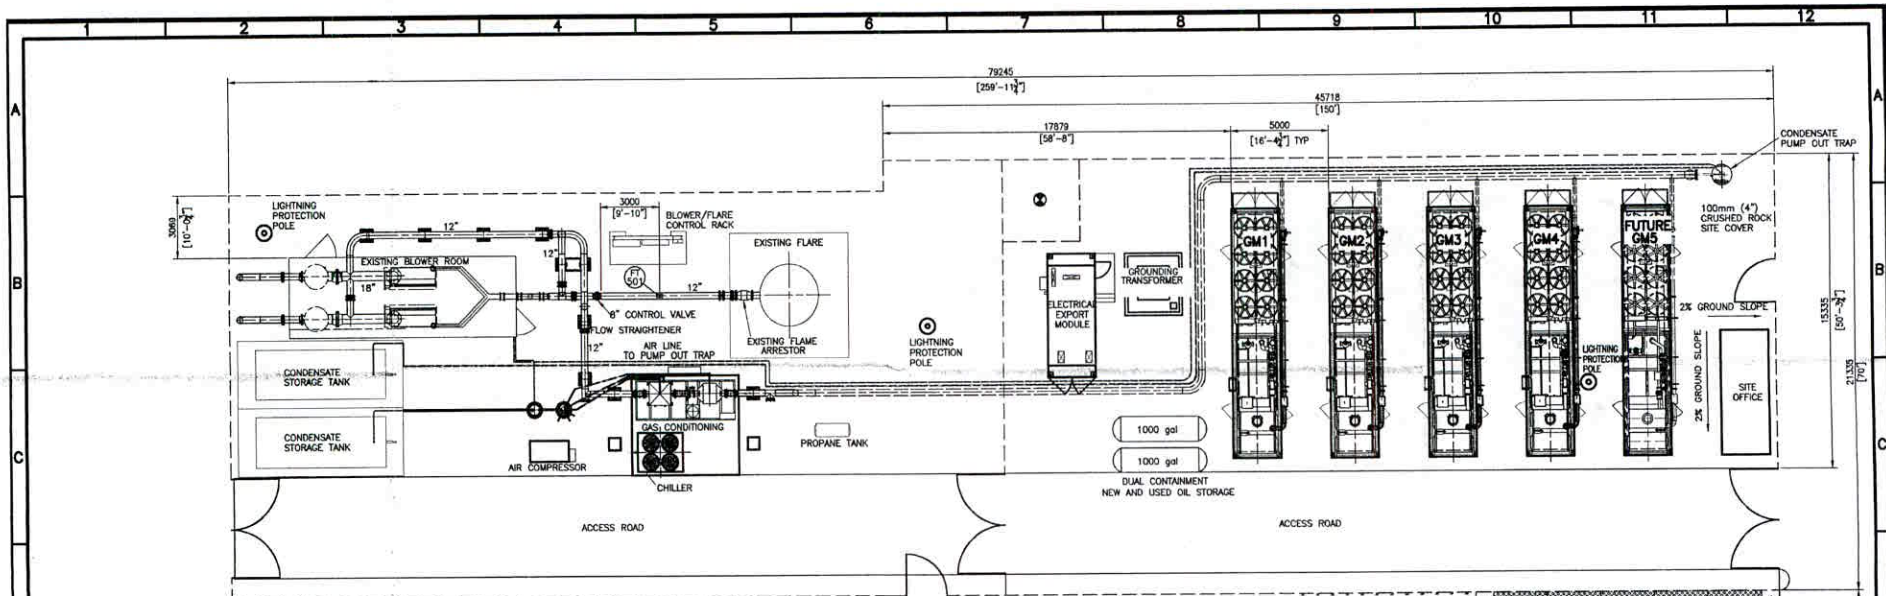 1 2 3 4 5 6 7 8 9 10 11 12
A
A
79245
[259'-11¾"]
45718
[150']
17879
[58'-8"]
5000
[16'-4¾"] TYP
CONDENSATE
PUMP OUT TRAP
LIGHTNING
PROTECTION
POLE
3060
[10'-0¾"]
12"
3000
[9'-10"]
BLOWER/FLARE
CONTROL RACK
EXISTING FLARE
100mm (4")
CRUSHED ROCK
SITE COVER
GM1
GM2
GM3
GM4
FUTURE
GM5
B
B
EXISTING BLOWER ROOM
12"
18"
FT
501
12"
GROUNDING
TRANSFORMER
ELECTRICAL
EXPORT
MODULE
8" CONTROL VALVE
FLOW STRAIGHTENER
12"
AIR LINE
TO PUMP OUT TRAP
EXISTING FLAME
ARRESTOR
LIGHTNING
PROTECTION
POLE
2% GROUND SLOPE
15335
[50'-3¾"]
21335
[70']
LIGHTNING
PROTECTION
POLE
2% GROUND SLOPE
SITE
OFFICE
CONDENSATE
STORAGE TANK
CONDENSATE
STORAGE TANK
GAS CONDITIONING
PROPANE TANK
1000 gal
1000 gal
C
C
AIR COMPRESSOR
CHILLER
DUAL CONTAINMENT
NEW AND USED OIL STORAGE
ACCESS ROAD
ACCESS ROAD